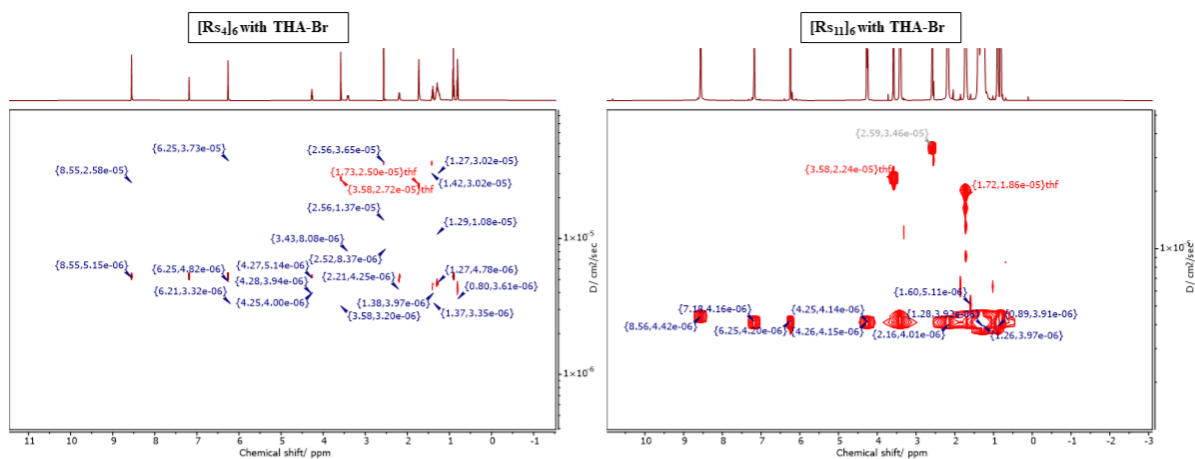 [Rs₄]₆ with THA-Br
{6.25,3.73e-05}
{2.56,3.65e-05}
{1.27,3.02e-05}
{8.55,2.58e-05}
{1.73,2.50e-05}thf
{1.42,3.02e-05}
{3.58,2.72e-05}thf
{2.56,1.37e-05}
{1.29,1.08e-05}
{3.43,8.08e-06}
{2.52,8.37e-06}
{8.55,5.15e-06}
{6.25,4.82e-06}
{4.27,5.14e-06}
{1.27,4.78e-06}
{4.28,3.94e-06}
{2.21,4.25e-06}
{6.21,3.32e-06}
{4.25,4.00e-06}
{1.38,3.97e-06}
{0.80,3.61e-06}
{3.58,3.20e-06}
{1.37,3.35e-06}
1×10⁻⁵
1×10⁻⁶
D/ cm2/sec
11 10 9 8 7 6 5 4 3 2 1 0 -1
Chemical shift/ ppm
[Rs₁₁]₆ with THA-Br
{2.59,3.46e-05}
{3.58,2.24e-05}thf
{1.72,1.86e-05}thf
{1.60,5.11e-06}
{7.18,4.16e-06}
{4.25,4.14e-06}
{1.28,3.92e-06}
{0.89,3.91e-06}
{8.56,4.42e-06}
{6.25,4.20e-06}
{4.26,4.15e-06}
{2.16,4.01e-06}
{1.26,3.97e-06}
D/ cm2/sec
10 9 8 7 6 5 4 3 2 1 0 -1 -2 -3
Chemical shift/ ppm